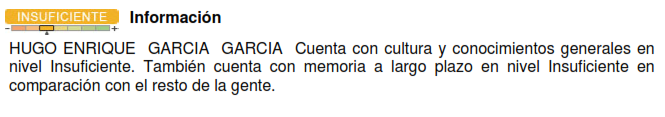 INSUFICIENTE Información
- +
HUGO ENRIQUE GARCIA GARCIA Cuenta con cultura y conocimientos generales en
nivel Insuficiente. También cuenta con memoria a largo plazo en nivel Insuficiente en
comparación con el resto de la gente.